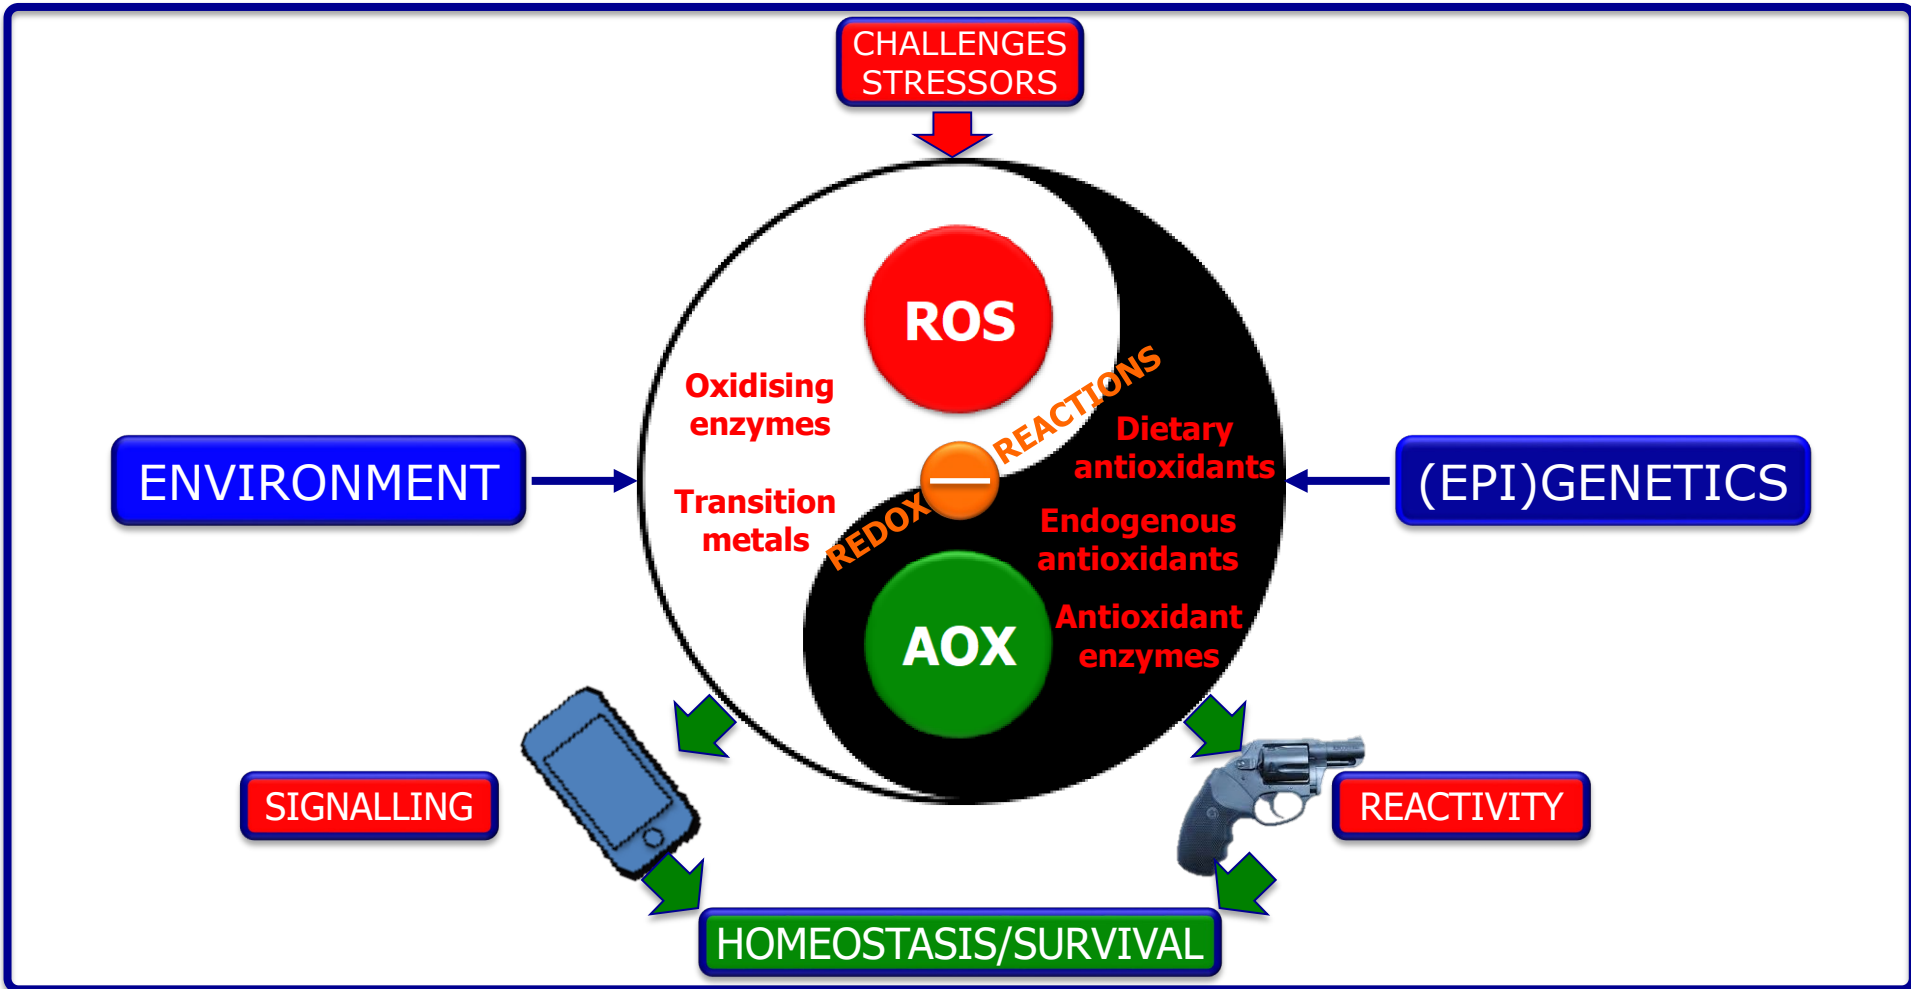 CHALLENGES
STRESSORS
ROS
REACTIONS
Oxidising
enzymes
Dietary
antioxidants
ENVIRONMENT
(EPI)GENETICS
Transition
metals
REDOX
Endogenous
antioxidants
AOX
Antioxidant
enzymes
SIGNALLING
REACTIVITY
HOMEOSTASIS/SURVIVAL